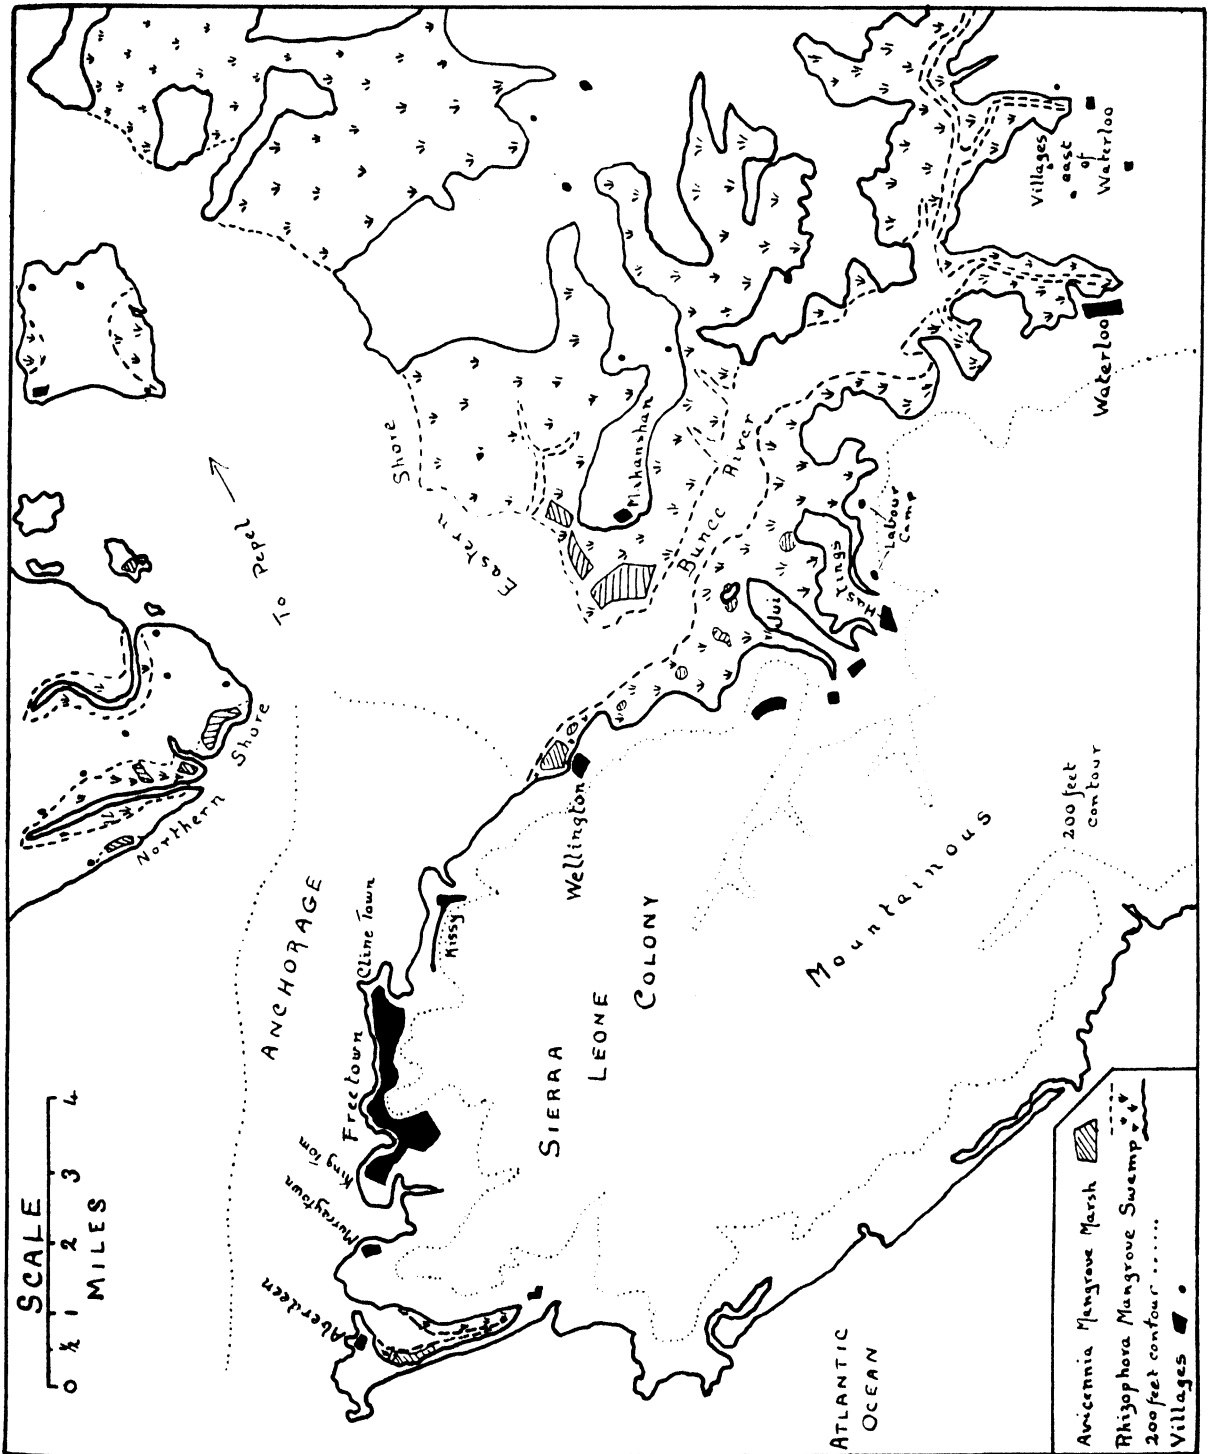 SCALE
0 ½ 1 2 3 4
MILES
Northern
Shore
To Pepel
ANCHORAGE
Eastern
Shore
Aberdeen
Murraytown
King Tom
Freetown
Cline Town
Kissy
Wellington
SIERRA
LEONE
COLONY
Mountainous
200 feet
contour
Bunce River
Jui
Hastings
Labour
Camp
Waterloo
Villages
east
of
Waterloo
ATLANTIC
OCEAN
Avicennia Mangrove Marsh
Rhizophora Mangrove Swamp
200 feet contour ......
Villages